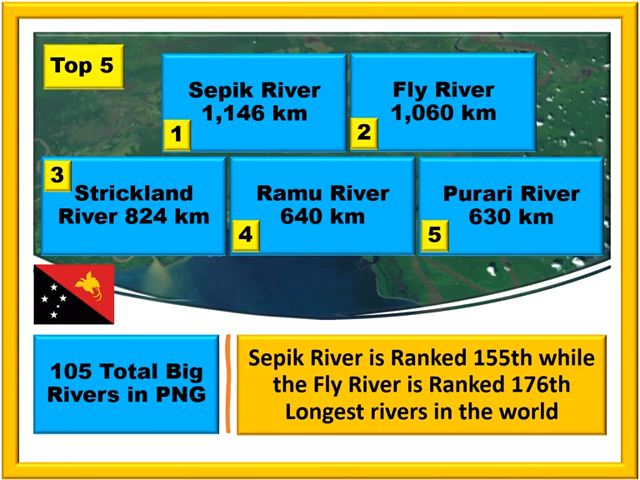 Top 5
Sepik River
1,146 km
1
Fly River
1,060 km
2
3
Strickland
River 824 km
Ramu River
640 km
4
Purari River
630 km
5
105 Total Big
Rivers in PNG
Sepik River is Ranked 155th while
the Fly River is Ranked 176th
Longest rivers in the world